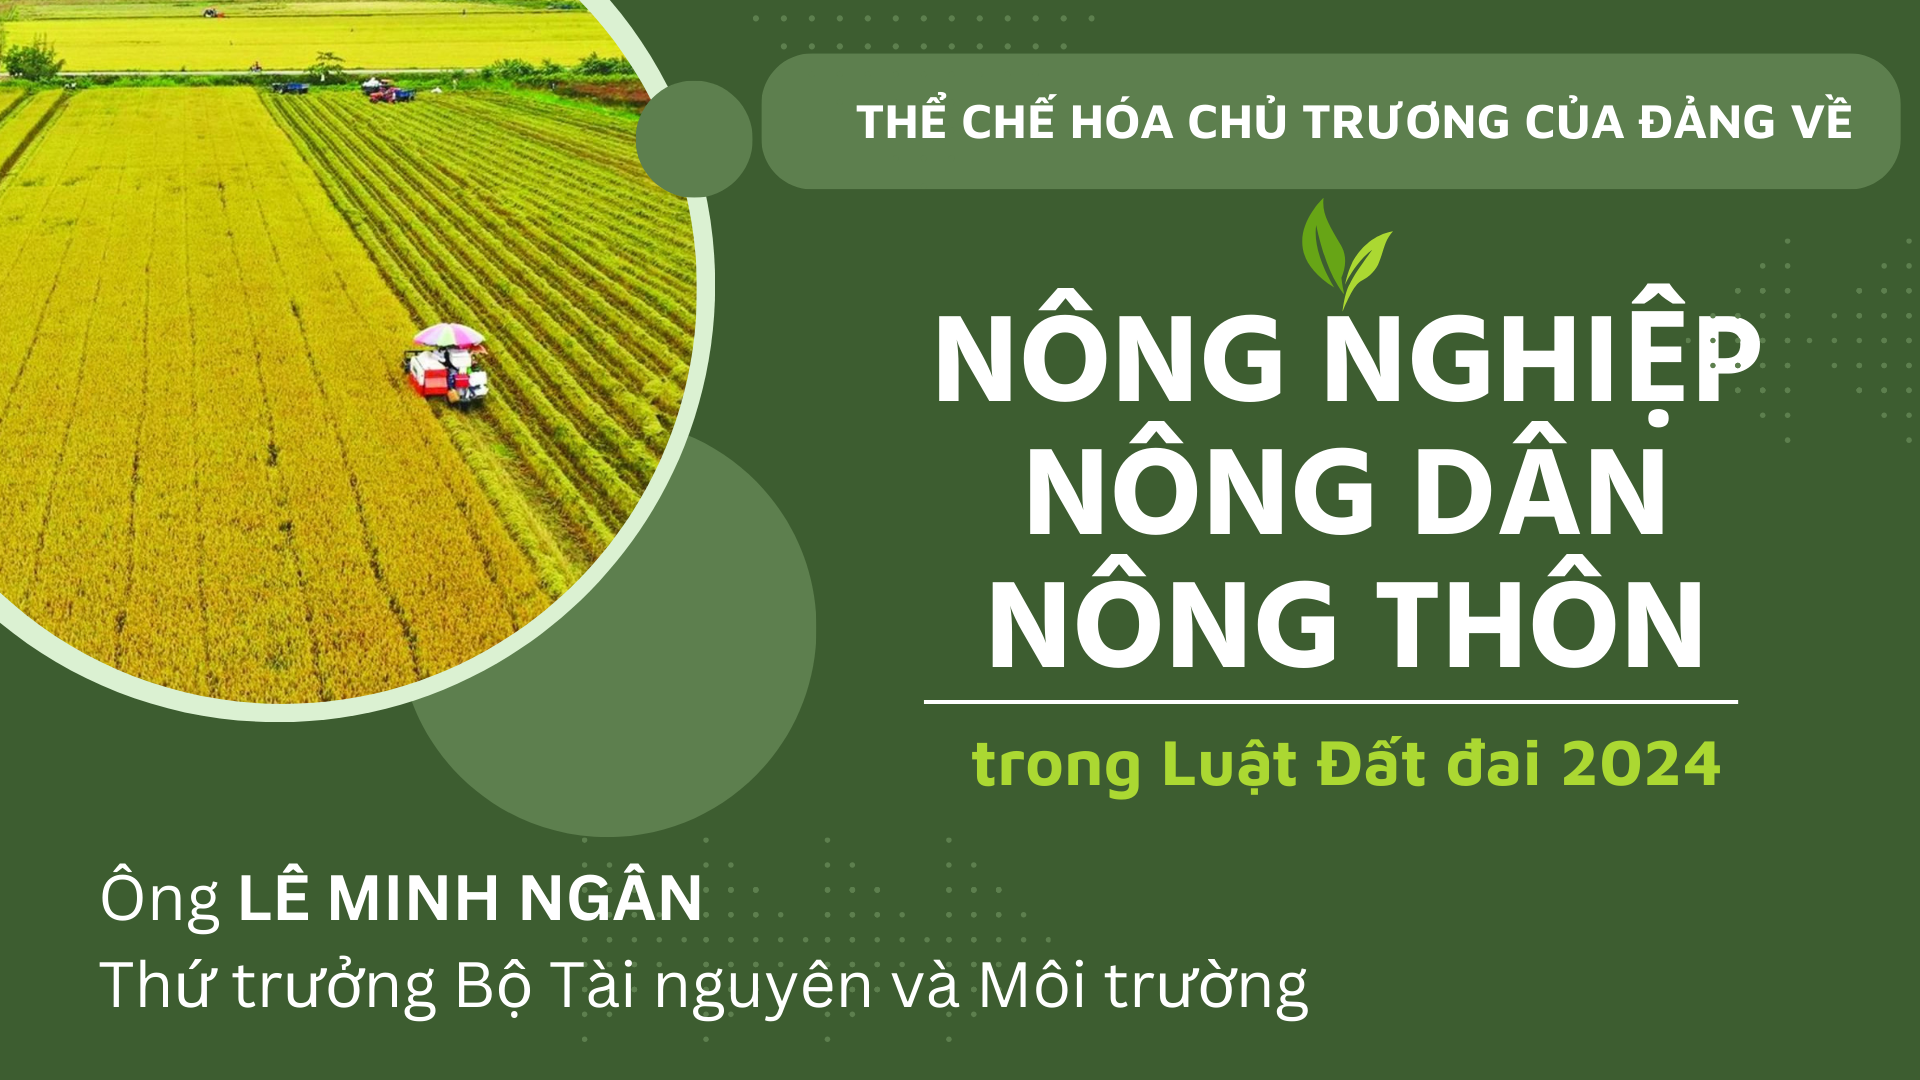 THỂ CHẾ HÓA CHỦ TRƯƠNG CỦA ĐẢNG VỀ
NÔNG NGHIỆP
NÔNG DÂN
NÔNG THÔN
trong Luật Đất đai 2024
Ông LÊ MINH NGÂN
Thứ trưởng Bộ Tài nguyên và Môi trường